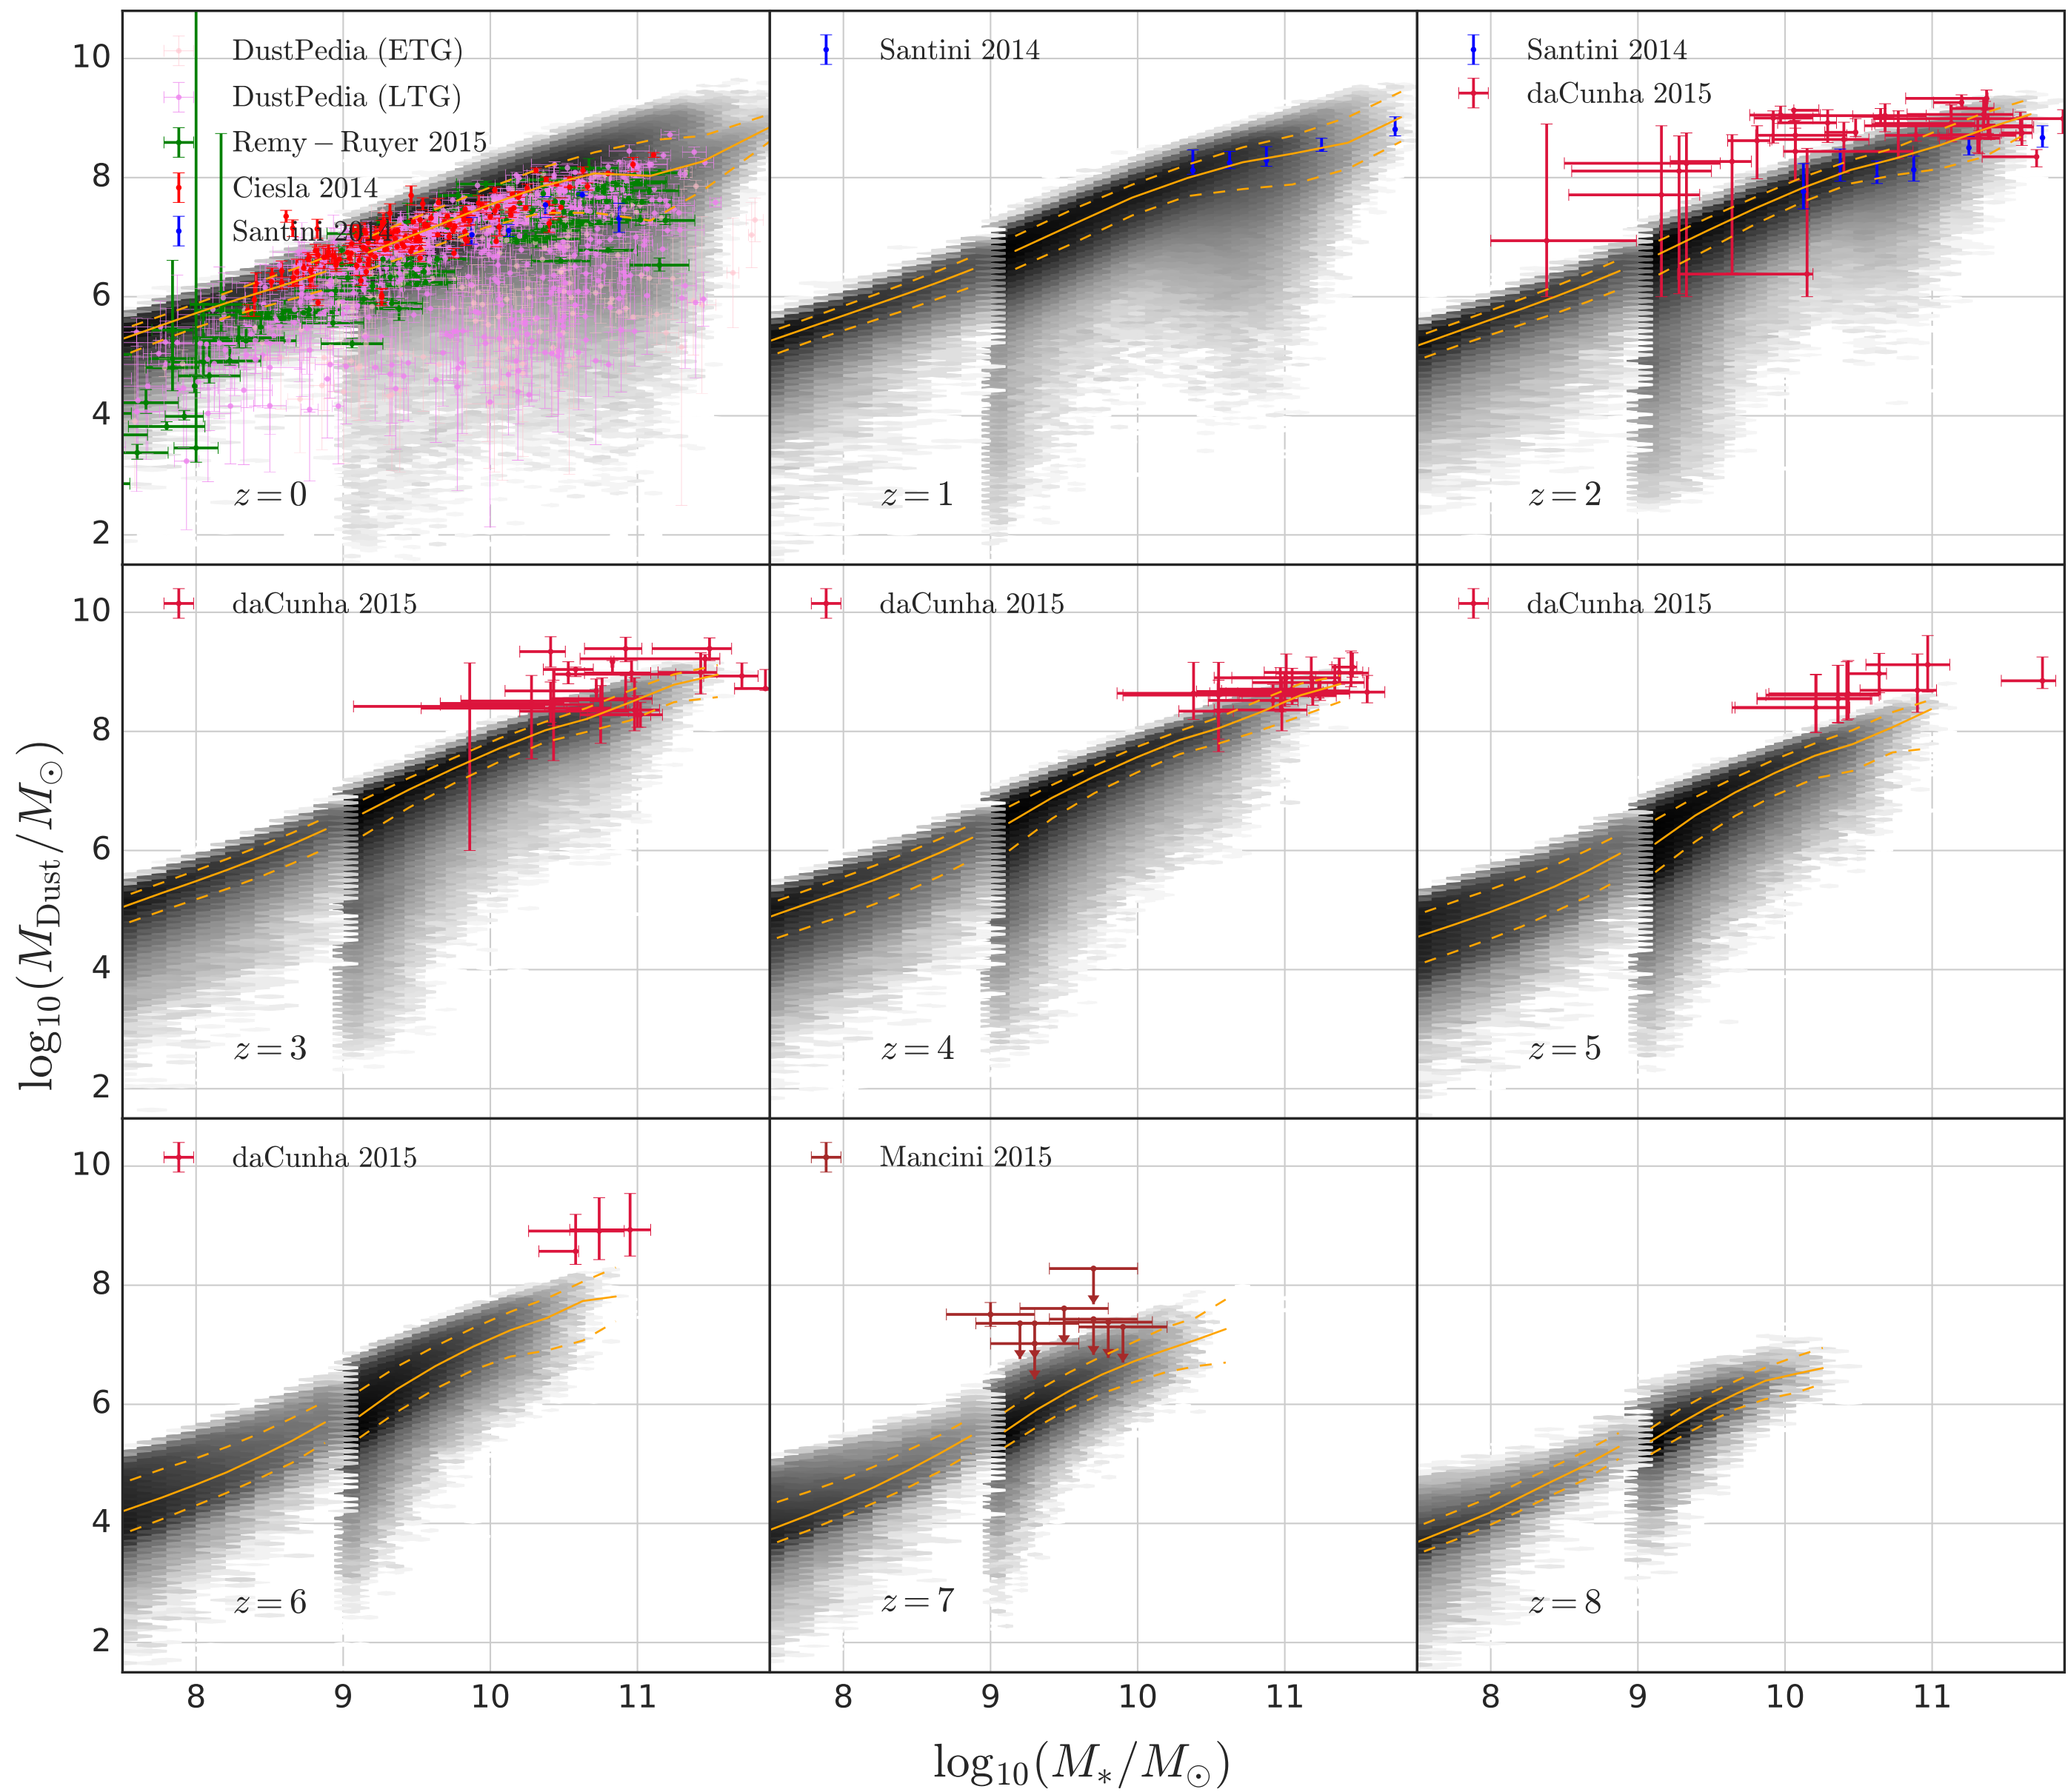 10
8
6
4
2
DustPedia (ETG)
DustPedia (LTG)
Remy − Ruyer 2015
Ciesla 2014
Santini 2014
z = 0
Santini 2014
z = 1
Santini 2014
daCunha 2015
z = 2
log10(MDust/M⊙)
10
8
6
4
2
daCunha 2015
z = 3
daCunha 2015
z = 4
daCunha 2015
z = 5
10
8
6
4
2
daCunha 2015
z = 6
Mancini 2015
z = 7
z = 8
8 9 10 11
8 9 10 11
8 9 10 11
log10(M∗/M⊙)